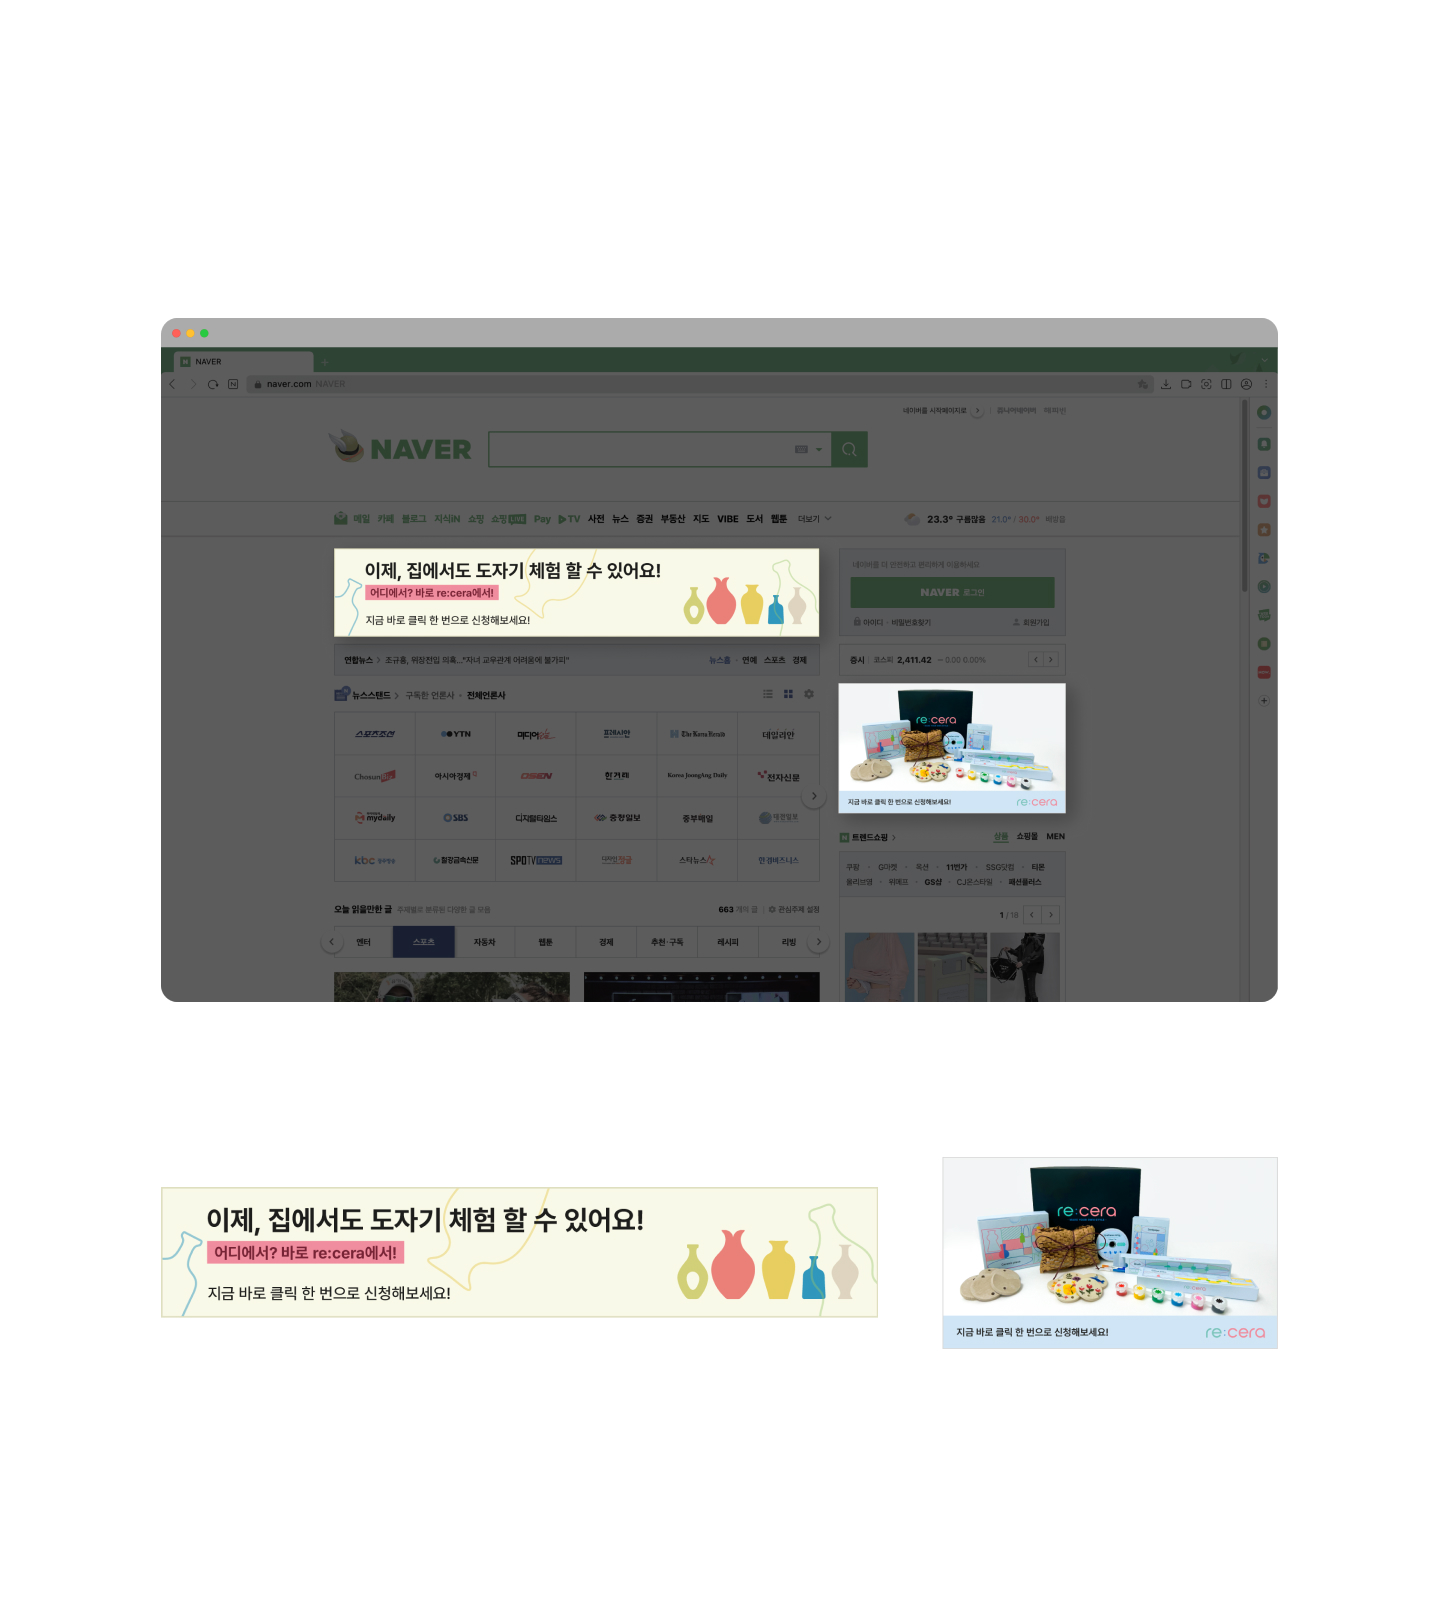 NAVER
naver.com NAVER
네이버를 시작페이지로
쥬니어네이버 해피빈
NAVER
메일 카페 블로그 지식iN 쇼핑 쇼핑LIVE Pay TV 사전 뉴스 증권 부동산 지도 VIBE 도서 웹툰 더보기
23.3° 구름많음 21.0° / 30.0°
이제, 집에서도 도자기 체험 할 수 있어요!
어디에서? 바로 re:cera에서!
지금 바로 클릭 한 번으로 신청해보세요!
네이버를 더 안전하고 편리하게 이용하세요.
NAVER 로그인
아이디 · 비밀번호찾기 회원가입
연합뉴스 조규홍, 위장전입 의혹..."자녀 교우관계 어려움에 불가피"
뉴스홈 · 연예 스포츠 경제
증시 코스피 2,411.42 – 0.00 0.00%
뉴스스탠드 구독한 언론사 · 전체언론사
re:cera
지금 바로 클릭 한 번으로 신청해보세요! re:cera
스포츠조선 YTN 프레시안 The Korea Herald 데일리안
Chosun Biz 아시아경제 OSEN 한겨레 Korea JoongAng Daily 전자신문
mydaily SBS 디지털타임스 중앙일보 중부매일 매경일보
kbc 광주방송 철강금속신문 SPOTV news 스타뉴스 한경비즈니스
트렌드쇼핑 상품 쇼핑몰 MEN
쿠팡 · G마켓 · 옥션 · 11번가 · SSG닷컴 · 티몬
올리브영 · 위메프 · GS샵 · CJ온스타일 · 패션플러스
오늘 읽을만한 글 주제별로 분류된 다양한 글 모음
663 개의 글 관심주제 설정
1 / 18
엔터 스포츠 자동차 웹툰 경제 추천·구독 레시피 리빙
이제, 집에서도 도자기 체험 할 수 있어요!
어디에서? 바로 re:cera에서!
지금 바로 클릭 한 번으로 신청해보세요!
re:cera
지금 바로 클릭 한 번으로 신청해보세요! re:cera